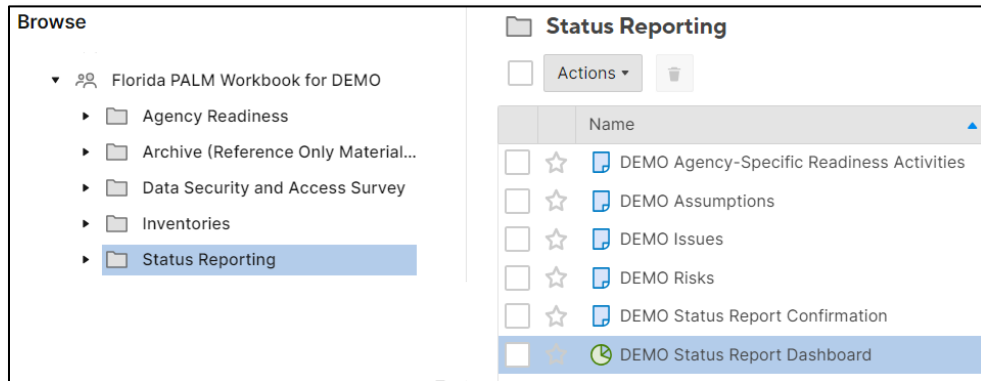 Browse
Florida PALM Workbook for DEMO
Agency Readiness
Archive (Reference Only Material...
Data Security and Access Survey
Inventories
Status Reporting
Status Reporting
Actions
Name
DEMO Agency-Specific Readiness Activities
DEMO Assumptions
DEMO Issues
DEMO Risks
DEMO Status Report Confirmation
DEMO Status Report Dashboard